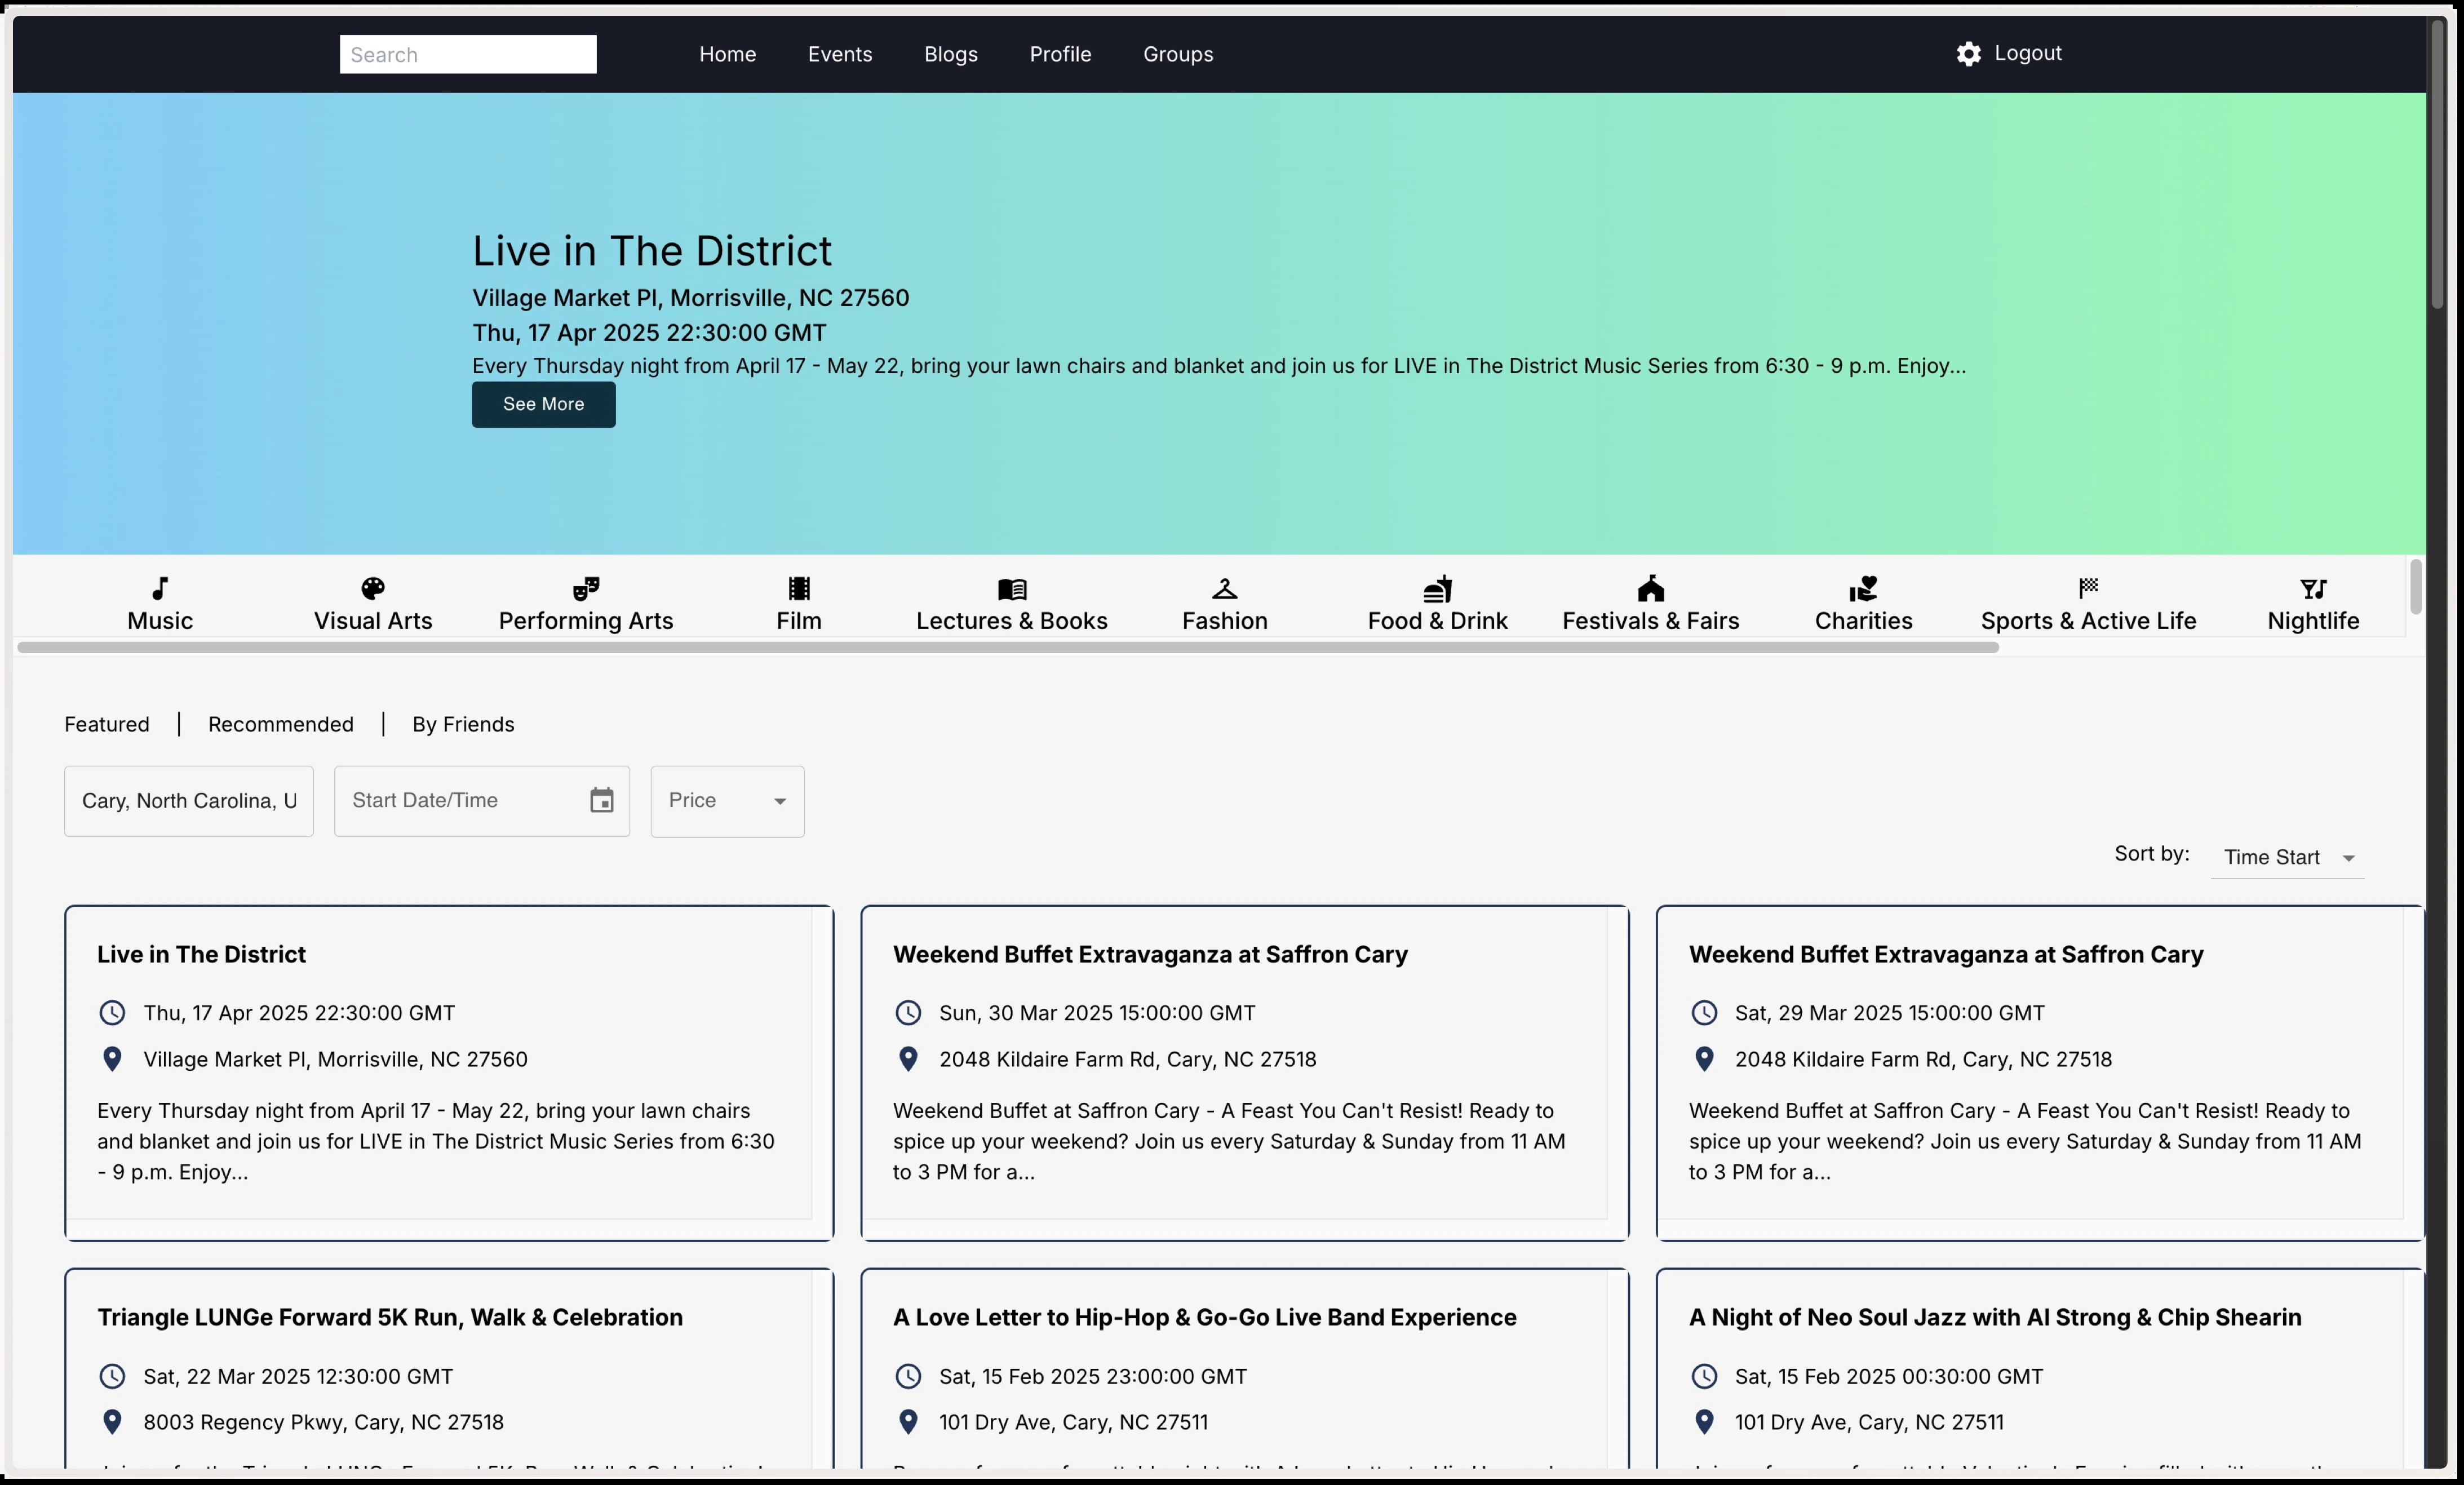 Search
Home
Events
Blogs
Profile
Groups
Logout
Live in The District
Village Market Pl, Morrisville, NC 27560
Thu, 17 Apr 2025 22:30:00 GMT
Every Thursday night from April 17 - May 22, bring your lawn chairs and blanket and join us for LIVE in The District Music Series from 6:30 - 9 p.m. Enjoy...
See More
Music
Visual Arts
Performing Arts
Film
Lectures & Books
Fashion
Food & Drink
Festivals & Fairs
Charities
Sports & Active Life
Nightlife
Featured | Recommended | By Friends
Cary, North Carolina, U
Start Date/Time
Price
Sort by:
Time Start
Live in The District
Thu, 17 Apr 2025 22:30:00 GMT
Village Market Pl, Morrisville, NC 27560
Every Thursday night from April 17 - May 22, bring your lawn chairs
and blanket and join us for LIVE in The District Music Series from 6:30
- 9 p.m. Enjoy...
Weekend Buffet Extravaganza at Saffron Cary
Sun, 30 Mar 2025 15:00:00 GMT
2048 Kildaire Farm Rd, Cary, NC 27518
Weekend Buffet at Saffron Cary - A Feast You Can't Resist! Ready to
spice up your weekend? Join us every Saturday & Sunday from 11 AM
to 3 PM for a...
Weekend Buffet Extravaganza at Saffron Cary
Sat, 29 Mar 2025 15:00:00 GMT
2048 Kildaire Farm Rd, Cary, NC 27518
Weekend Buffet at Saffron Cary - A Feast You Can't Resist! Ready to
spice up your weekend? Join us every Saturday & Sunday from 11 AM
to 3 PM for a...
Triangle LUNGe Forward 5K Run, Walk & Celebration
Sat, 22 Mar 2025 12:30:00 GMT
8003 Regency Pkwy, Cary, NC 27518
A Love Letter to Hip-Hop & Go-Go Live Band Experience
Sat, 15 Feb 2025 23:00:00 GMT
101 Dry Ave, Cary, NC 27511
A Night of Neo Soul Jazz with Al Strong & Chip Shearin
Sat, 15 Feb 2025 00:30:00 GMT
101 Dry Ave, Cary, NC 27511